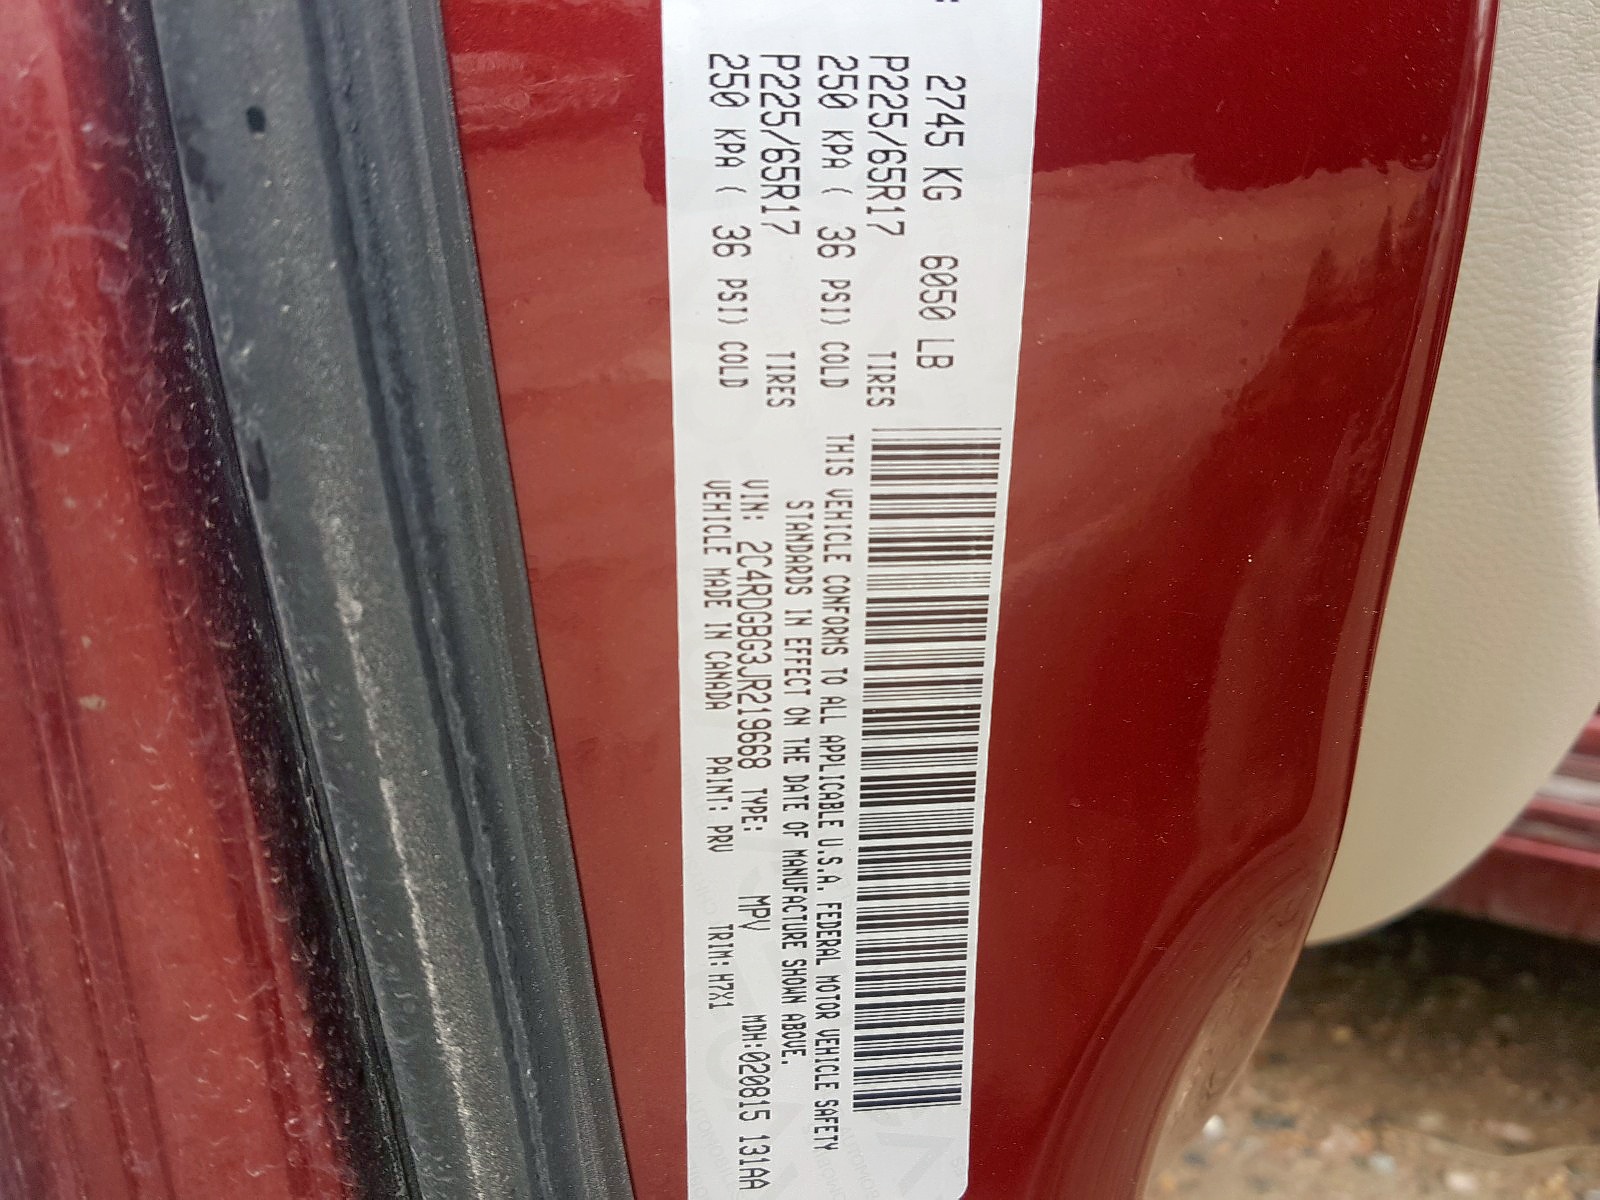 2745 KG 6050 LB
P225/65R17 TIRES
250 KPA ( 36 PSI) COLD
P225/65R17 TIRES
250 KPA ( 36 PSI) COLD
THIS VEHICLE CONFORMS TO ALL APPLICABLE U.S.A. FEDERAL MOTOR VEHICLE SAFETY
STANDARDS IN EFFECT ON THE DATE OF MANUFACTURE SHOWN ABOVE.
VIN: 2C4RDGBG3JR219668 TYPE: MPV MDH:020815 131AA
VEHICLE MADE IN CANADA PAINT: PRV TRIM: H7X1